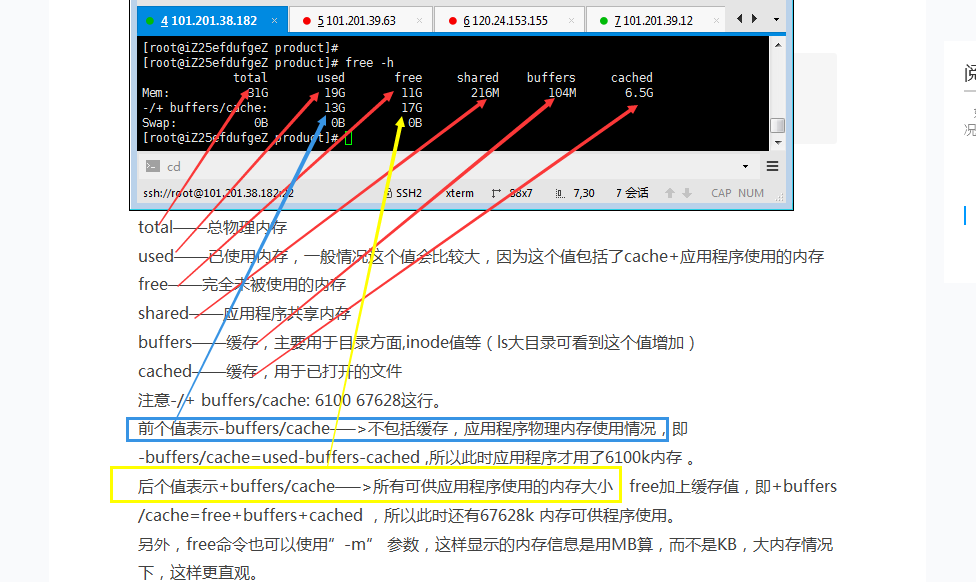 4 101.201.38.182 × 5 101.201.39.63 × 6 120.24.153.155 × 7 101.201.39.12 ×
[root@iZ25efdufgeZ product]#
[root@iZ25efdufgeZ product]# free -h
total used free shared buffers cached
Mem: 31G 19G 11G 216M 104M 6.5G
-/+ buffers/cache: 13G 17G
Swap: 0B 0B 0B
[root@iZ25efdufgeZ product]#
cd
ssh://root@101.201.38.182:22 SSH2 xterm 88x7 7,30 7 会话 CAP NUM
total——总物理内存
used——已使用内存，一般情况这个值会比较大，因为这个值包括了cache+应用程序使用的内存
free——完全未被使用的内存
shared——应用程序共享内存
buffers——缓存，主要用于目录方面,inode值等（ls大目录可看到这个值增加）
cached——缓存，用于已打开的文件
注意-/+ buffers/cache: 6100 67628这行。
前个值表示-buffers/cache—–>不包括缓存，应用程序物理内存使用情况，即
-buffers/cache=used-buffers-cached ,所以此时应用程序才用了6100k内存 。
后个值表示+buffers/cache—–>所有可供应用程序使用的内存大小 free加上缓存值，即+buffers
/cache=free+buffers+cached ，所以此时还有67628k 内存可供程序使用。
另外，free命令也可以使用”-m” 参数，这样显示的内存信息是用MB算，而不是KB，大内存情况
下，这样更直观。
况